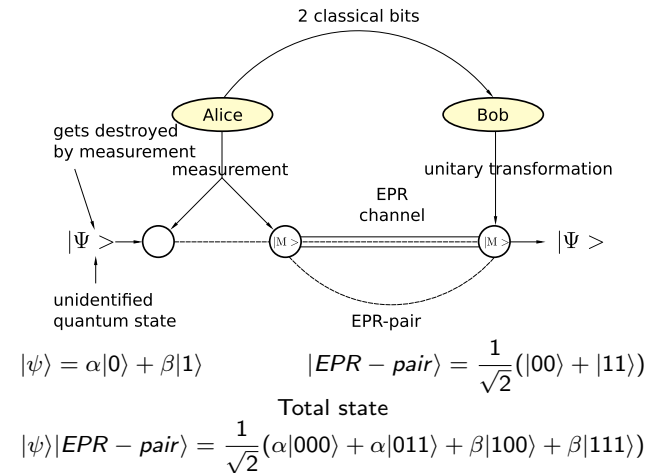 2 classical bits
Alice
Bob
gets destroyed
by measurement
measurement
unitary transformation
EPR
channel
|Ψ >
|M >
|M >
|Ψ >
unidentified
quantum state
EPR-pair
|ψ⟩ = α|0⟩ + β|1⟩
|EPR − pair⟩ = 1/√2(|00⟩ + |11⟩)
Total state
|ψ⟩|EPR − pair⟩ = 1/√2(α|000⟩ + α|011⟩ + β|100⟩ + β|111⟩)